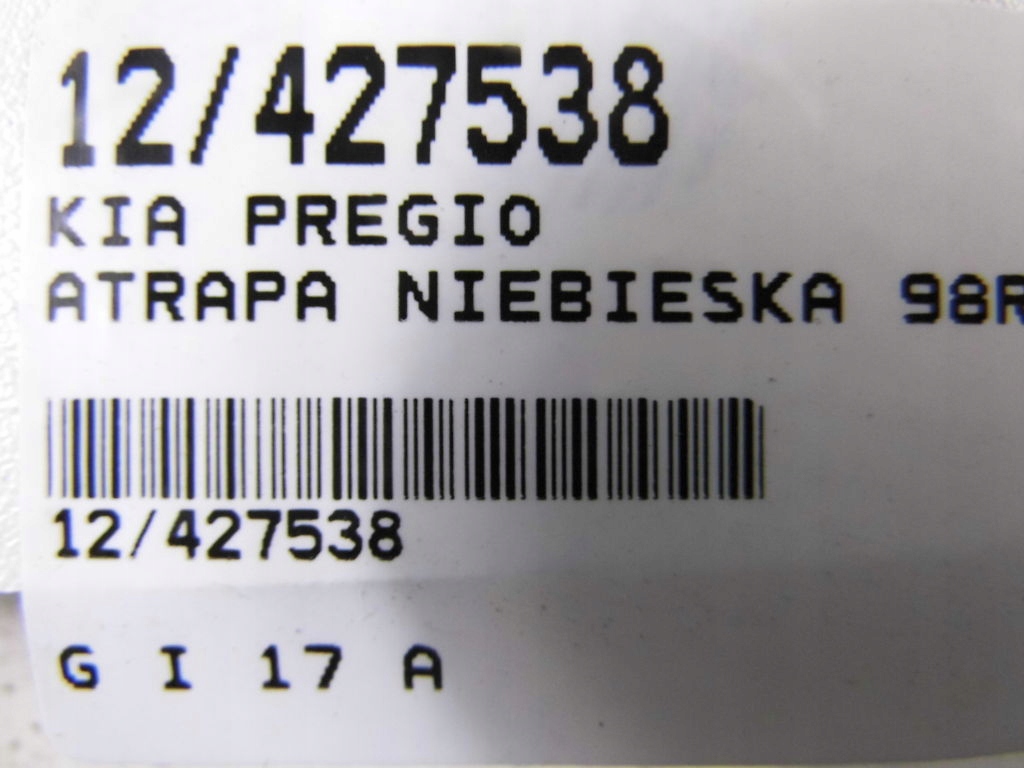 12/427538
KIA PREGIO
ATRAPA NIEBIESKA 98R
12/427538
G I 17 A